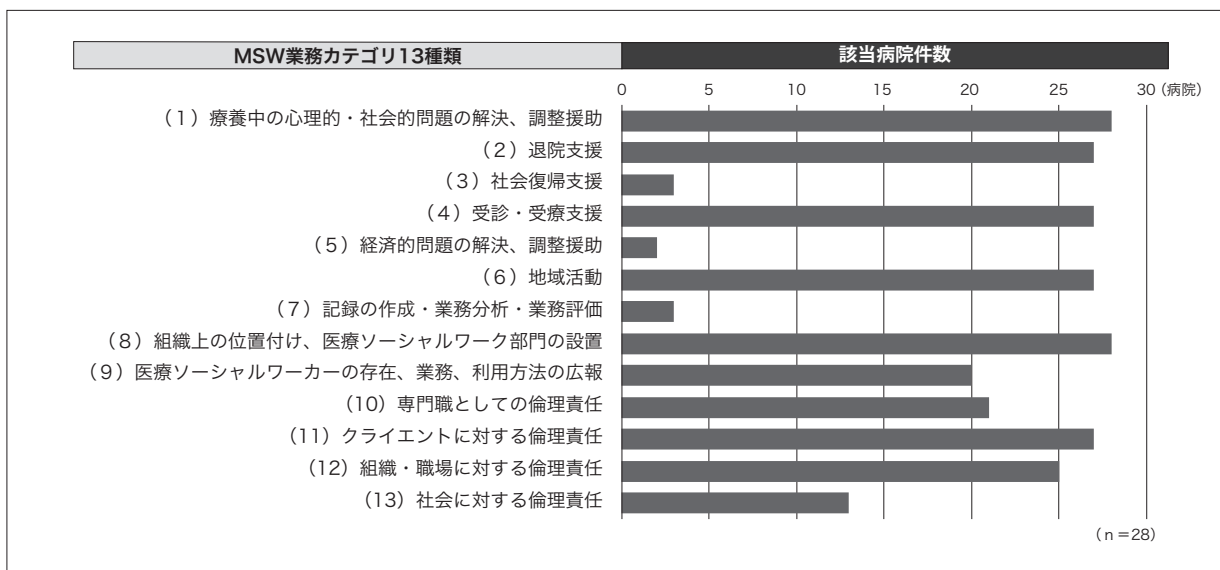 MSW業務カテゴリ13種類 該当病院件数
0 5 10 15 20 25 30（病院）
（１）療養中の心理的・社会的問題の解決、調整援助
（２）退院支援
（３）社会復帰支援
（４）受診・受療支援
（５）経済的問題の解決、調整援助
（６）地域活動
（７）記録の作成・業務分析・業務評価
（８）組織上の位置付け、医療ソーシャルワーク部門の設置
（９）医療ソーシャルワーカーの存在、業務、利用方法の広報
（10）専門職としての倫理責任
（11）クライエントに対する倫理責任
（12）組織・職場に対する倫理責任
（13）社会に対する倫理責任
（n＝28）